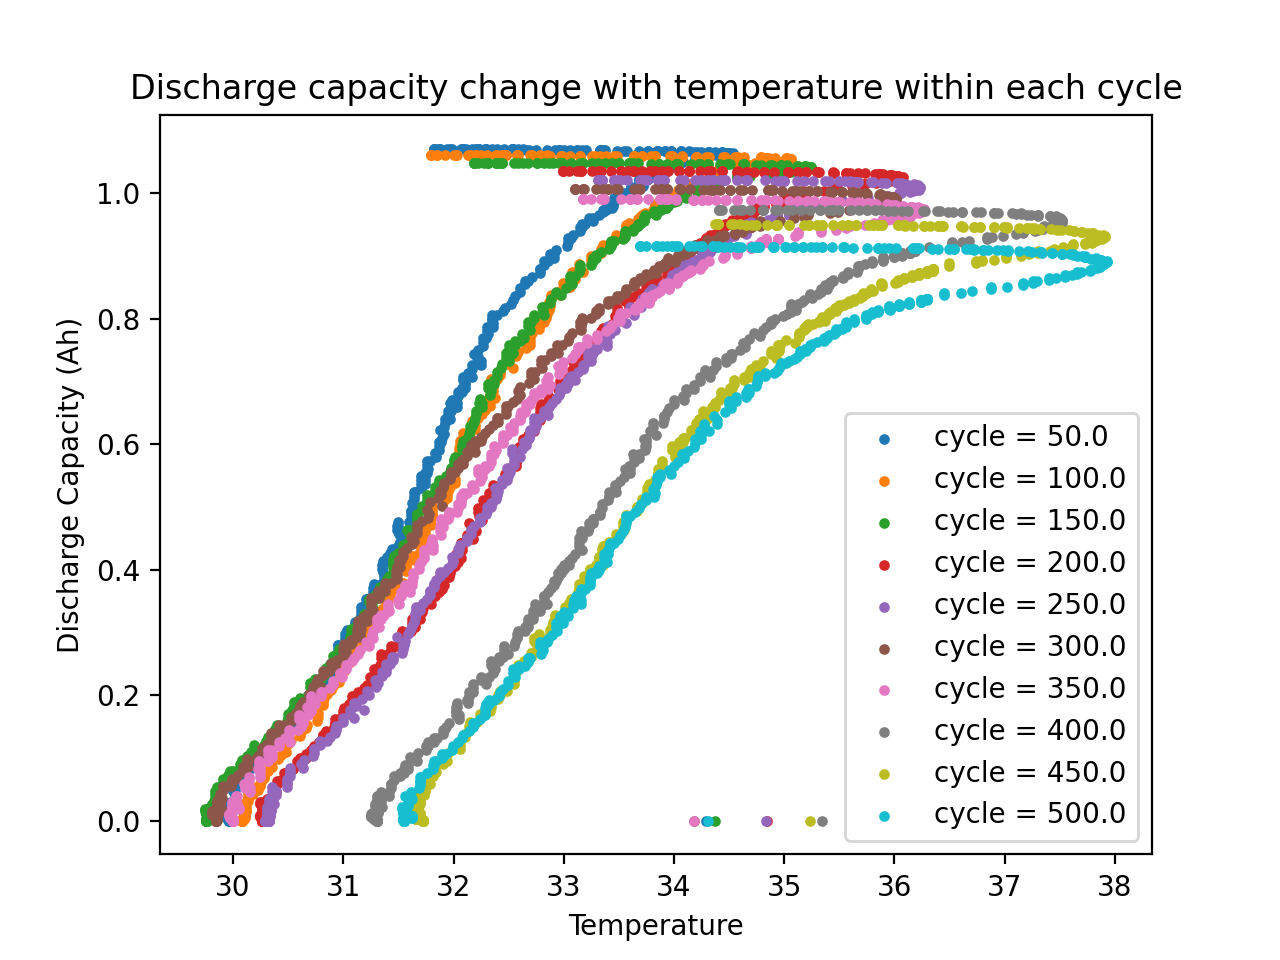 Discharge capacity change with temperature within each cycle
Discharge Capacity (Ah)
1.0
0.8
0.6
0.4
0.2
0.0
cycle = 50.0
cycle = 100.0
cycle = 150.0
cycle = 200.0
cycle = 250.0
cycle = 300.0
cycle = 350.0
cycle = 400.0
cycle = 450.0
cycle = 500.0
30 31 32 33 34 35 36 37 38
Temperature